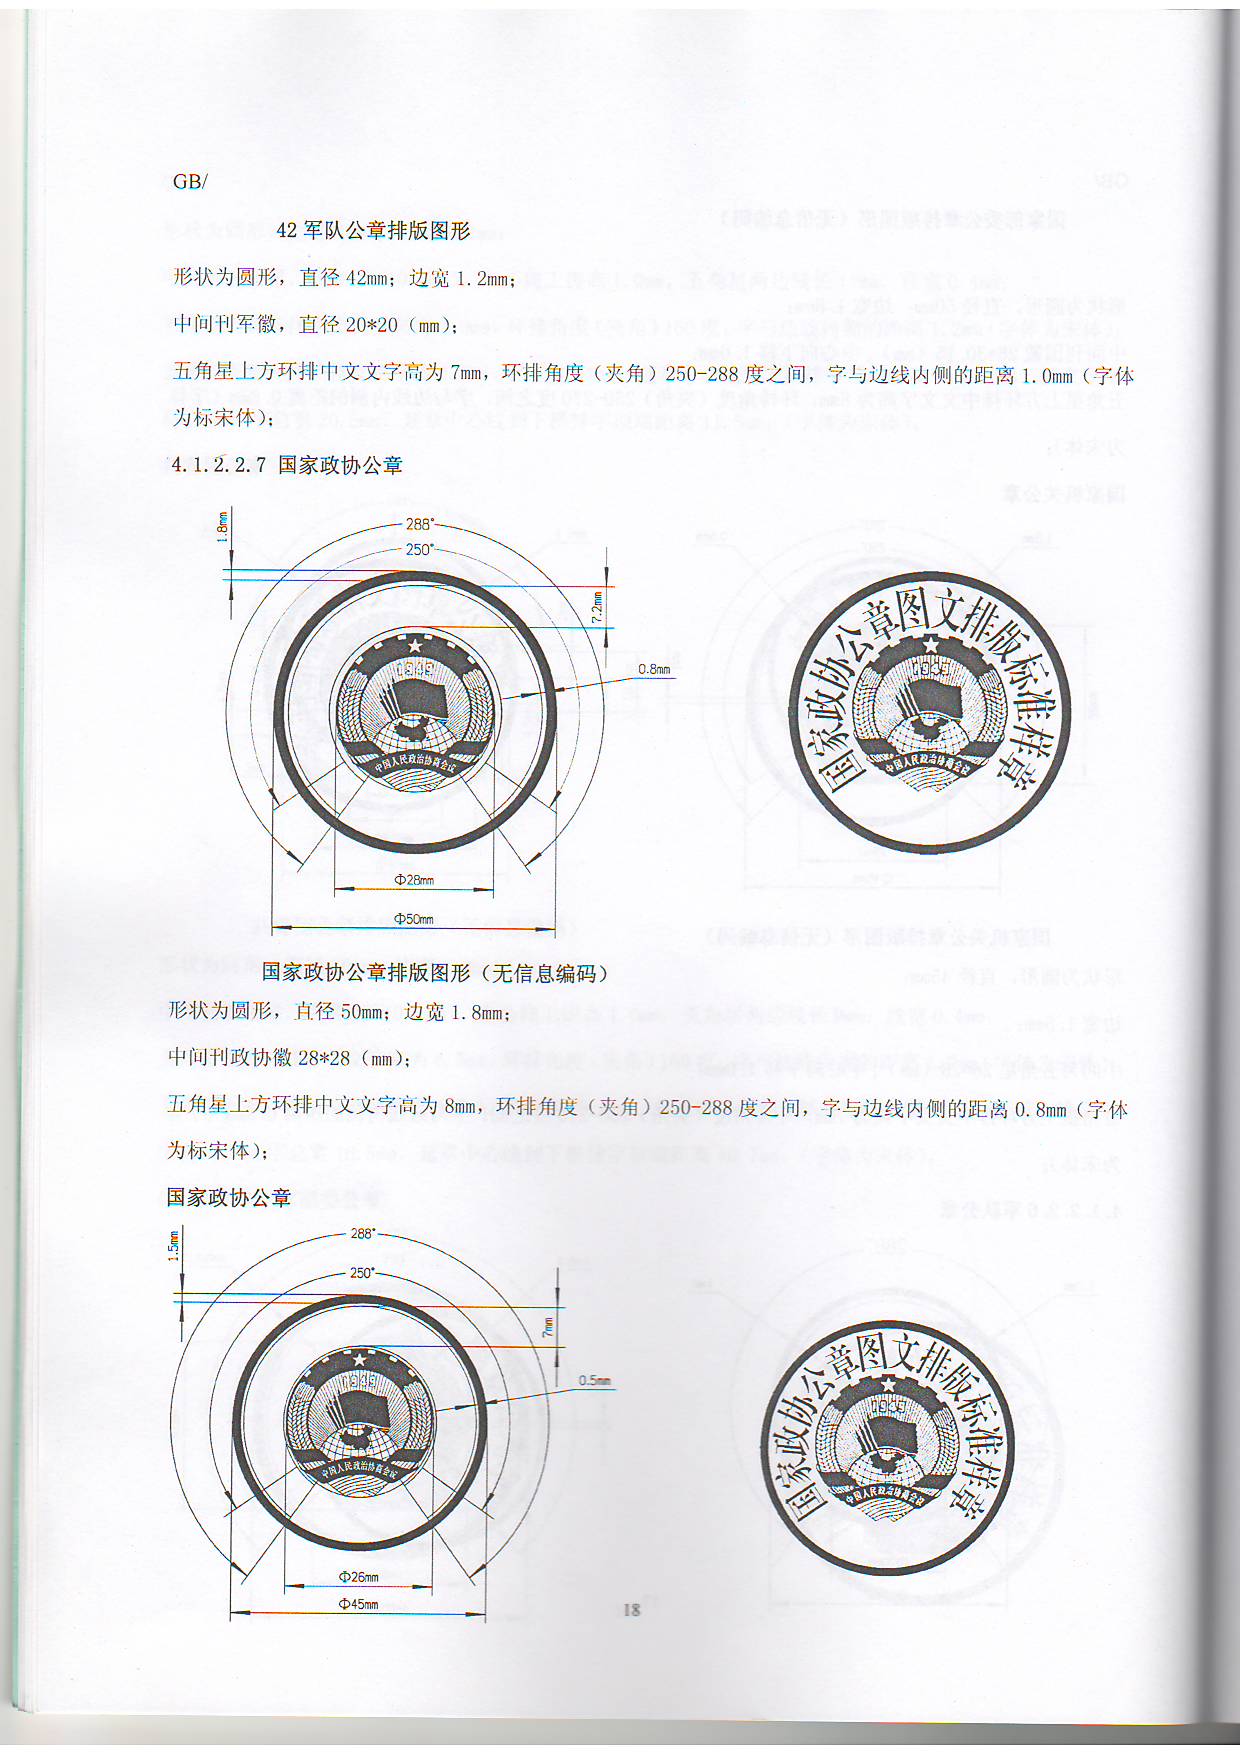 GB/
42 军队公章排版图形
形状为圆形，直径 42mm；边宽 1.2mm；
中间刊军徽，直径 20*20（mm）；
五角星上方环排中文文字高为 7mm，环排角度（夹角）250-288 度之间，字与边线内侧的距离 1.0mm（字体
为标宋体）；
4.1.2.2.7 国家政协公章
1.8mm
288°
250°
7.2mm
0.8mm
1949
中国人民政治协商会议
Φ28mm
Φ50mm
国家政协公章图文排版标准样章
1949
中国人民政治协商会议
国家政协公章排版图形（无信息编码）
形状为圆形，直径 50mm；边宽 1.8mm；
中间刊政协徽 28*28（mm）；
五角星上方环排中文文字高为 8mm，环排角度（夹角）250-288 度之间，字与边线内侧的距离 0.8mm（字体
为标宋体）；
国家政协公章
1.5mm
288°
250°
7mm
0.5mm
1949
中国人民政治协商会议
Φ26mm
Φ45mm
国家政协公章图文排版标准样章
1949
中国人民政治协商会议
18